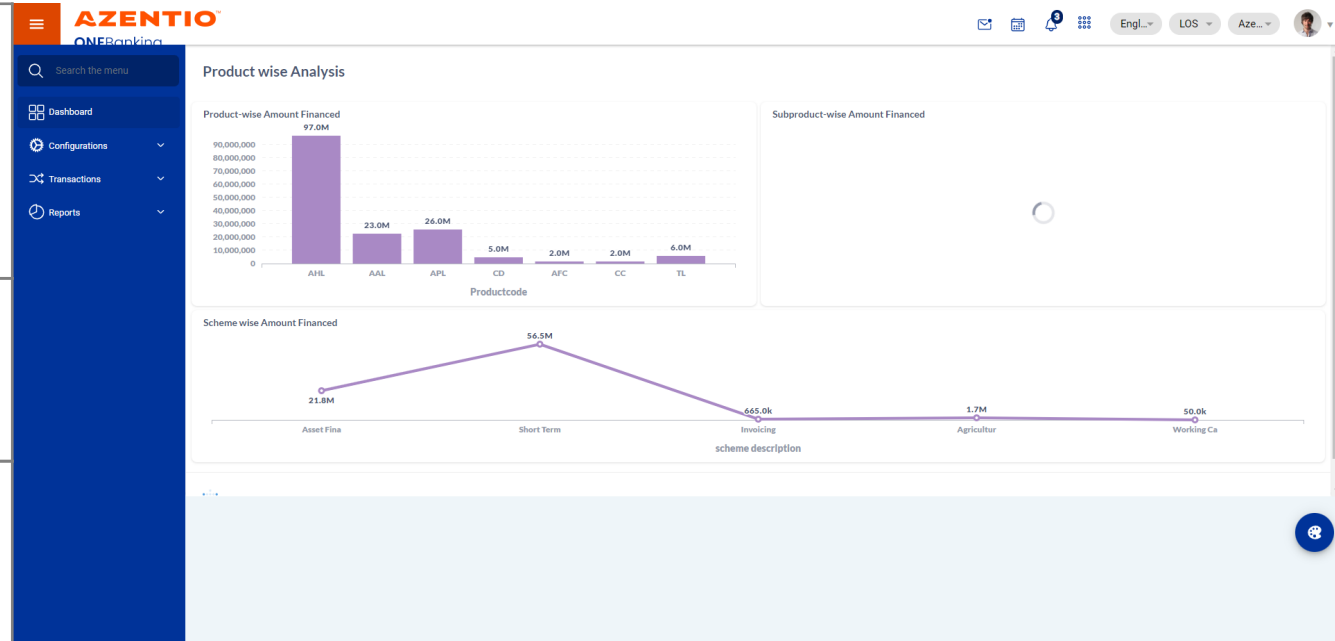 AZENTIO™
ONEBanking
3
Engl...
LOS
Aze...
Search the menu
Dashboard
Configurations
Transactions
Reports
Product wise Analysis
Product-wise Amount Financed
97.0M
90,000,000
80,000,000
70,000,000
60,000,000
50,000,000
40,000,000
30,000,000
20,000,000
10,000,000
0
23.0M
26.0M
5.0M
2.0M
2.0M
6.0M
AHL AAL APL CD AFC CC TL
Productcode
Subproduct-wise Amount Financed
Scheme wise Amount Financed
56.5M
21.8M
665.0k
1.7M
50.0k
Asset Fina Short Term Invoicing Agricultur Working Ca
scheme description